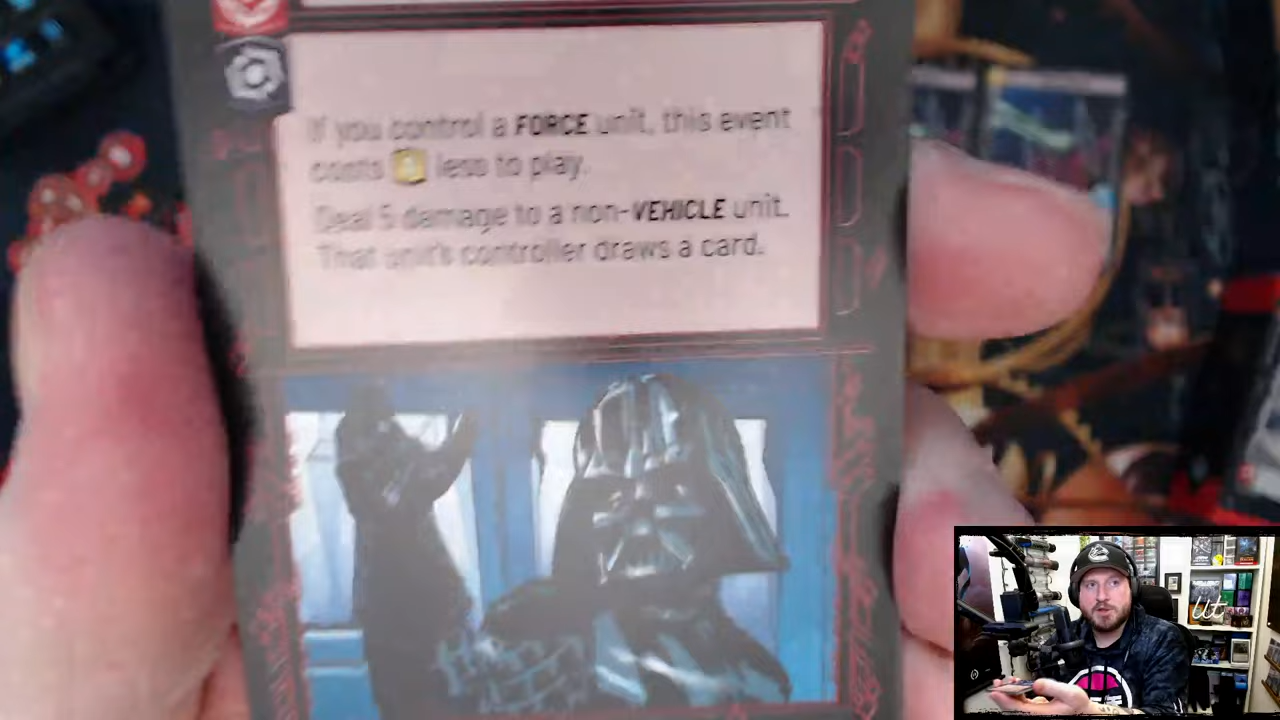 If you control a FORCE unit, this event
costs less to play.
Deal 5 damage to a non-VEHICLE unit.
That unit's controller draws a card.